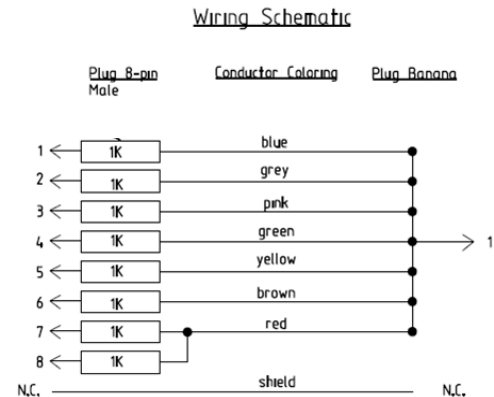 Wiring Schematic
Plug 8-pin Conductor Coloring Plug Banana
Male
1 1K blue
2 1K grey
3 1K pink
4 1K green 1
5 1K yellow
6 1K brown
7 1K red
8 1K
N.C. shield N.C.